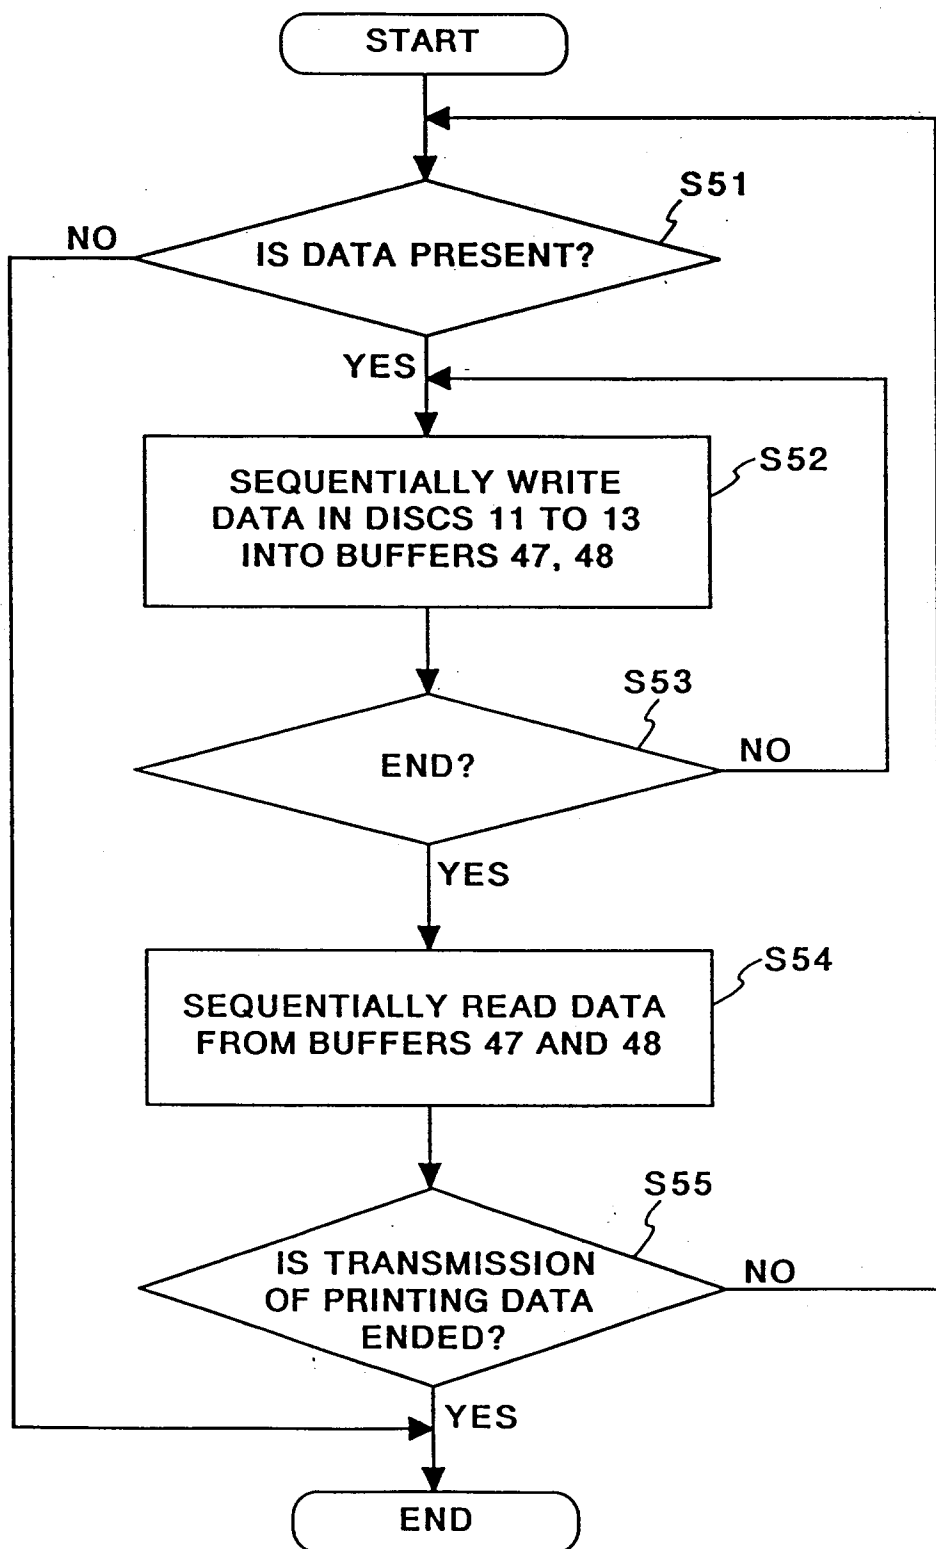 START
S51
NO
IS DATA PRESENT?
YES
S52
SEQUENTIALLY WRITE
DATA IN DISCS 11 TO 13
INTO BUFFERS 47, 48
S53
END?
NO
YES
S54
SEQUENTIALLY READ DATA
FROM BUFFERS 47 AND 48
S55
IS TRANSMISSION
OF PRINTING DATA
ENDED?
NO
YES
END